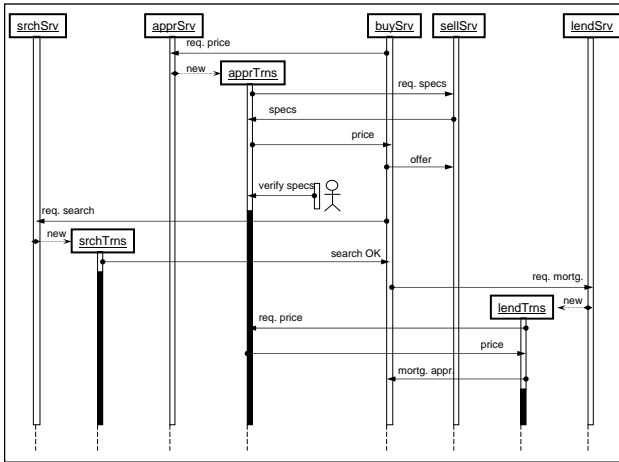 srchSrv apprSrv buySrv sellSrv lendSrv
req. price
new
apprTrns
req. specs
specs
price
offer
verify specs
req. search
new
srchTrns
search OK
req. mortg.
new
lendTrns
req. price
price
mortg. appr.